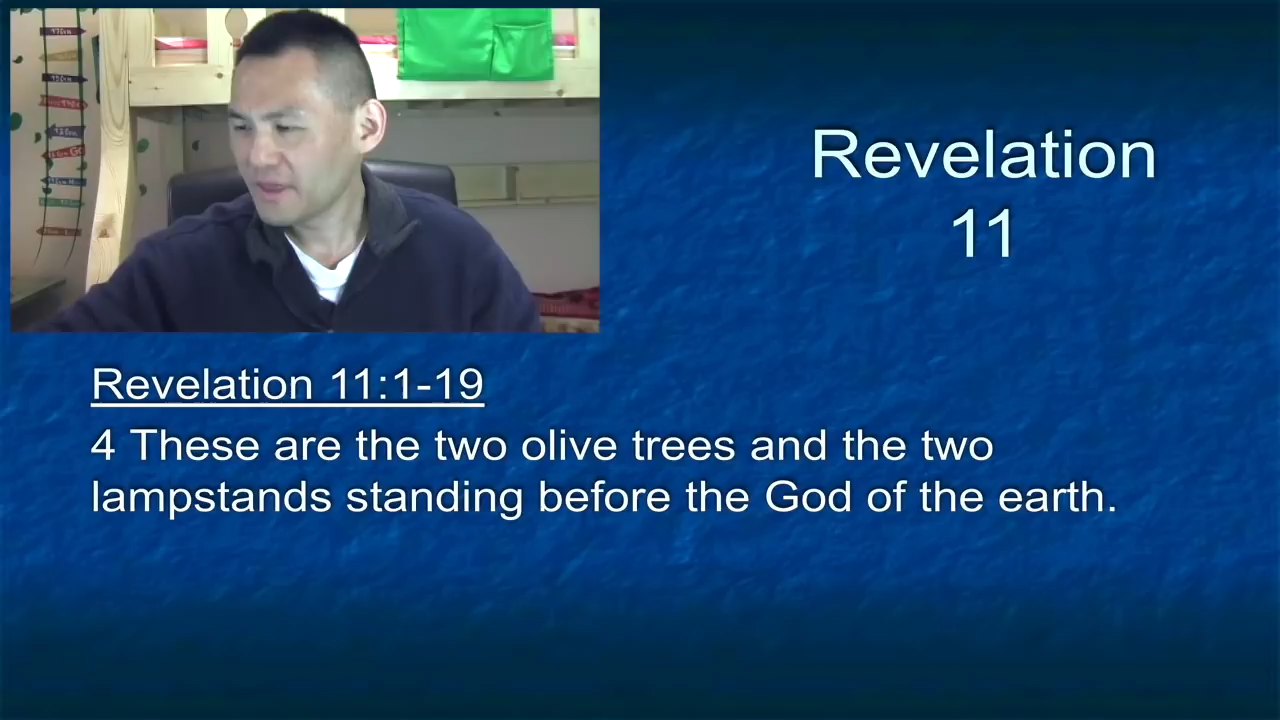 Revelation
11
Revelation 11:1-19
4 These are the two olive trees and the two
lampstands standing before the God of the earth.